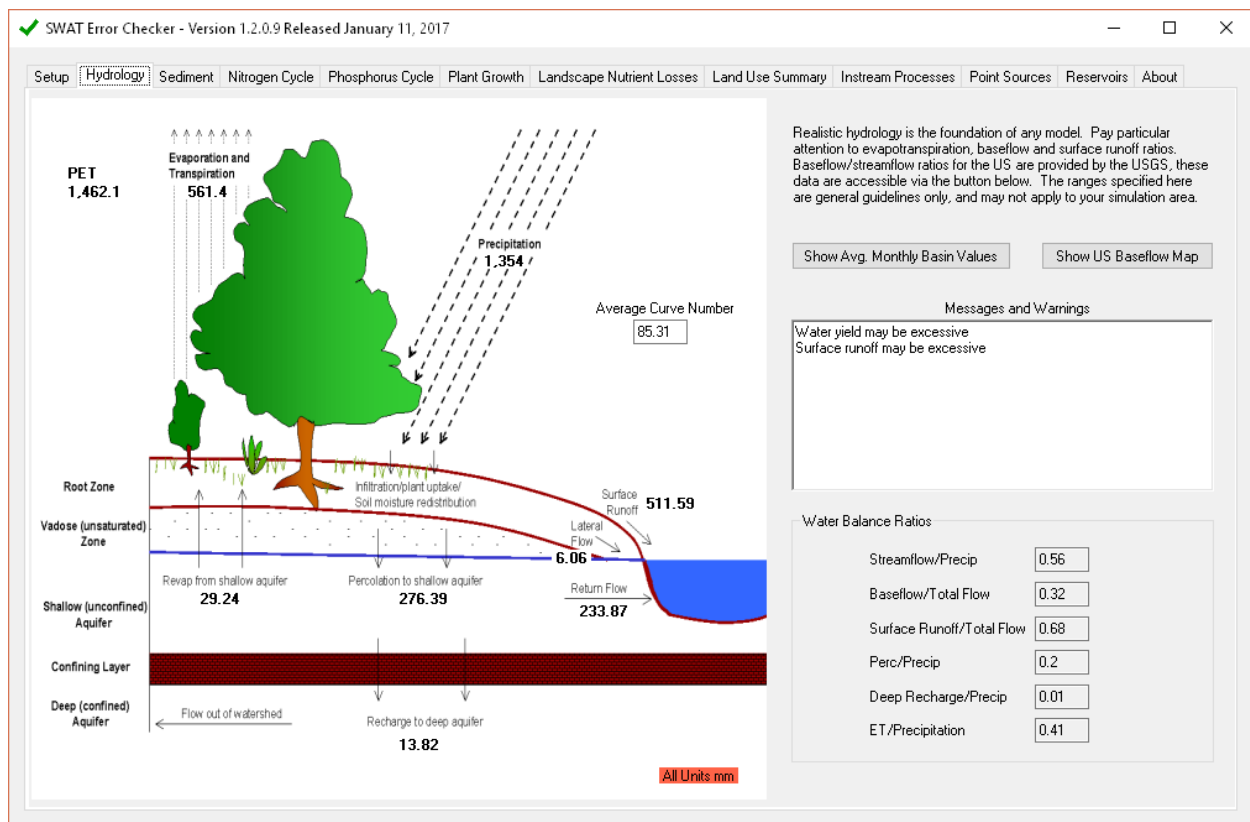 SWAT Error Checker - Version 1.2.0.9 Released January 11, 2017
Setup Hydrology Sediment Nitrogen Cycle Phosphorus Cycle Plant Growth Landscape Nutrient Losses Land Use Summary Instream Processes Point Sources Reservoirs About
PET
1,462.1
Evaporation and
Transpiration
561.4
Precipitation
1,354
Average Curve Number
85.31
Root Zone
Infiltration/plant uptake/
Soil moisture redistribution
Surface
Runoff
511.59
Vadose (unsaturated)
Zone
Lateral
Flow
6.06
Revap from shallow aquifer
29.24
Percolation to shallow aquifer
276.39
Return Flow
233.87
Shallow (unconfined)
Aquifer
Confining Layer
Deep (confined)
Aquifer
Flow out of watershed
Recharge to deep aquifer
13.82
All Units mm
Realistic hydrology is the foundation of any model. Pay particular
attention to evapotranspiration, baseflow and surface runoff ratios.
Baseflow/streamflow ratios for the US are provided by the USGS, these
data are accessible via the button below. The ranges specified here
are general guidelines only, and may not apply to your simulation area.
Show Avg. Monthly Basin Values
Show US Baseflow Map
Messages and Warnings
Water yield may be excessive
Surface runoff may be excessive
Water Balance Ratios
Streamflow/Precip 0.56
Baseflow/Total Flow 0.32
Surface Runoff/Total Flow 0.68
Perc/Precip 0.2
Deep Recharge/Precip 0.01
ET/Precipitation 0.41